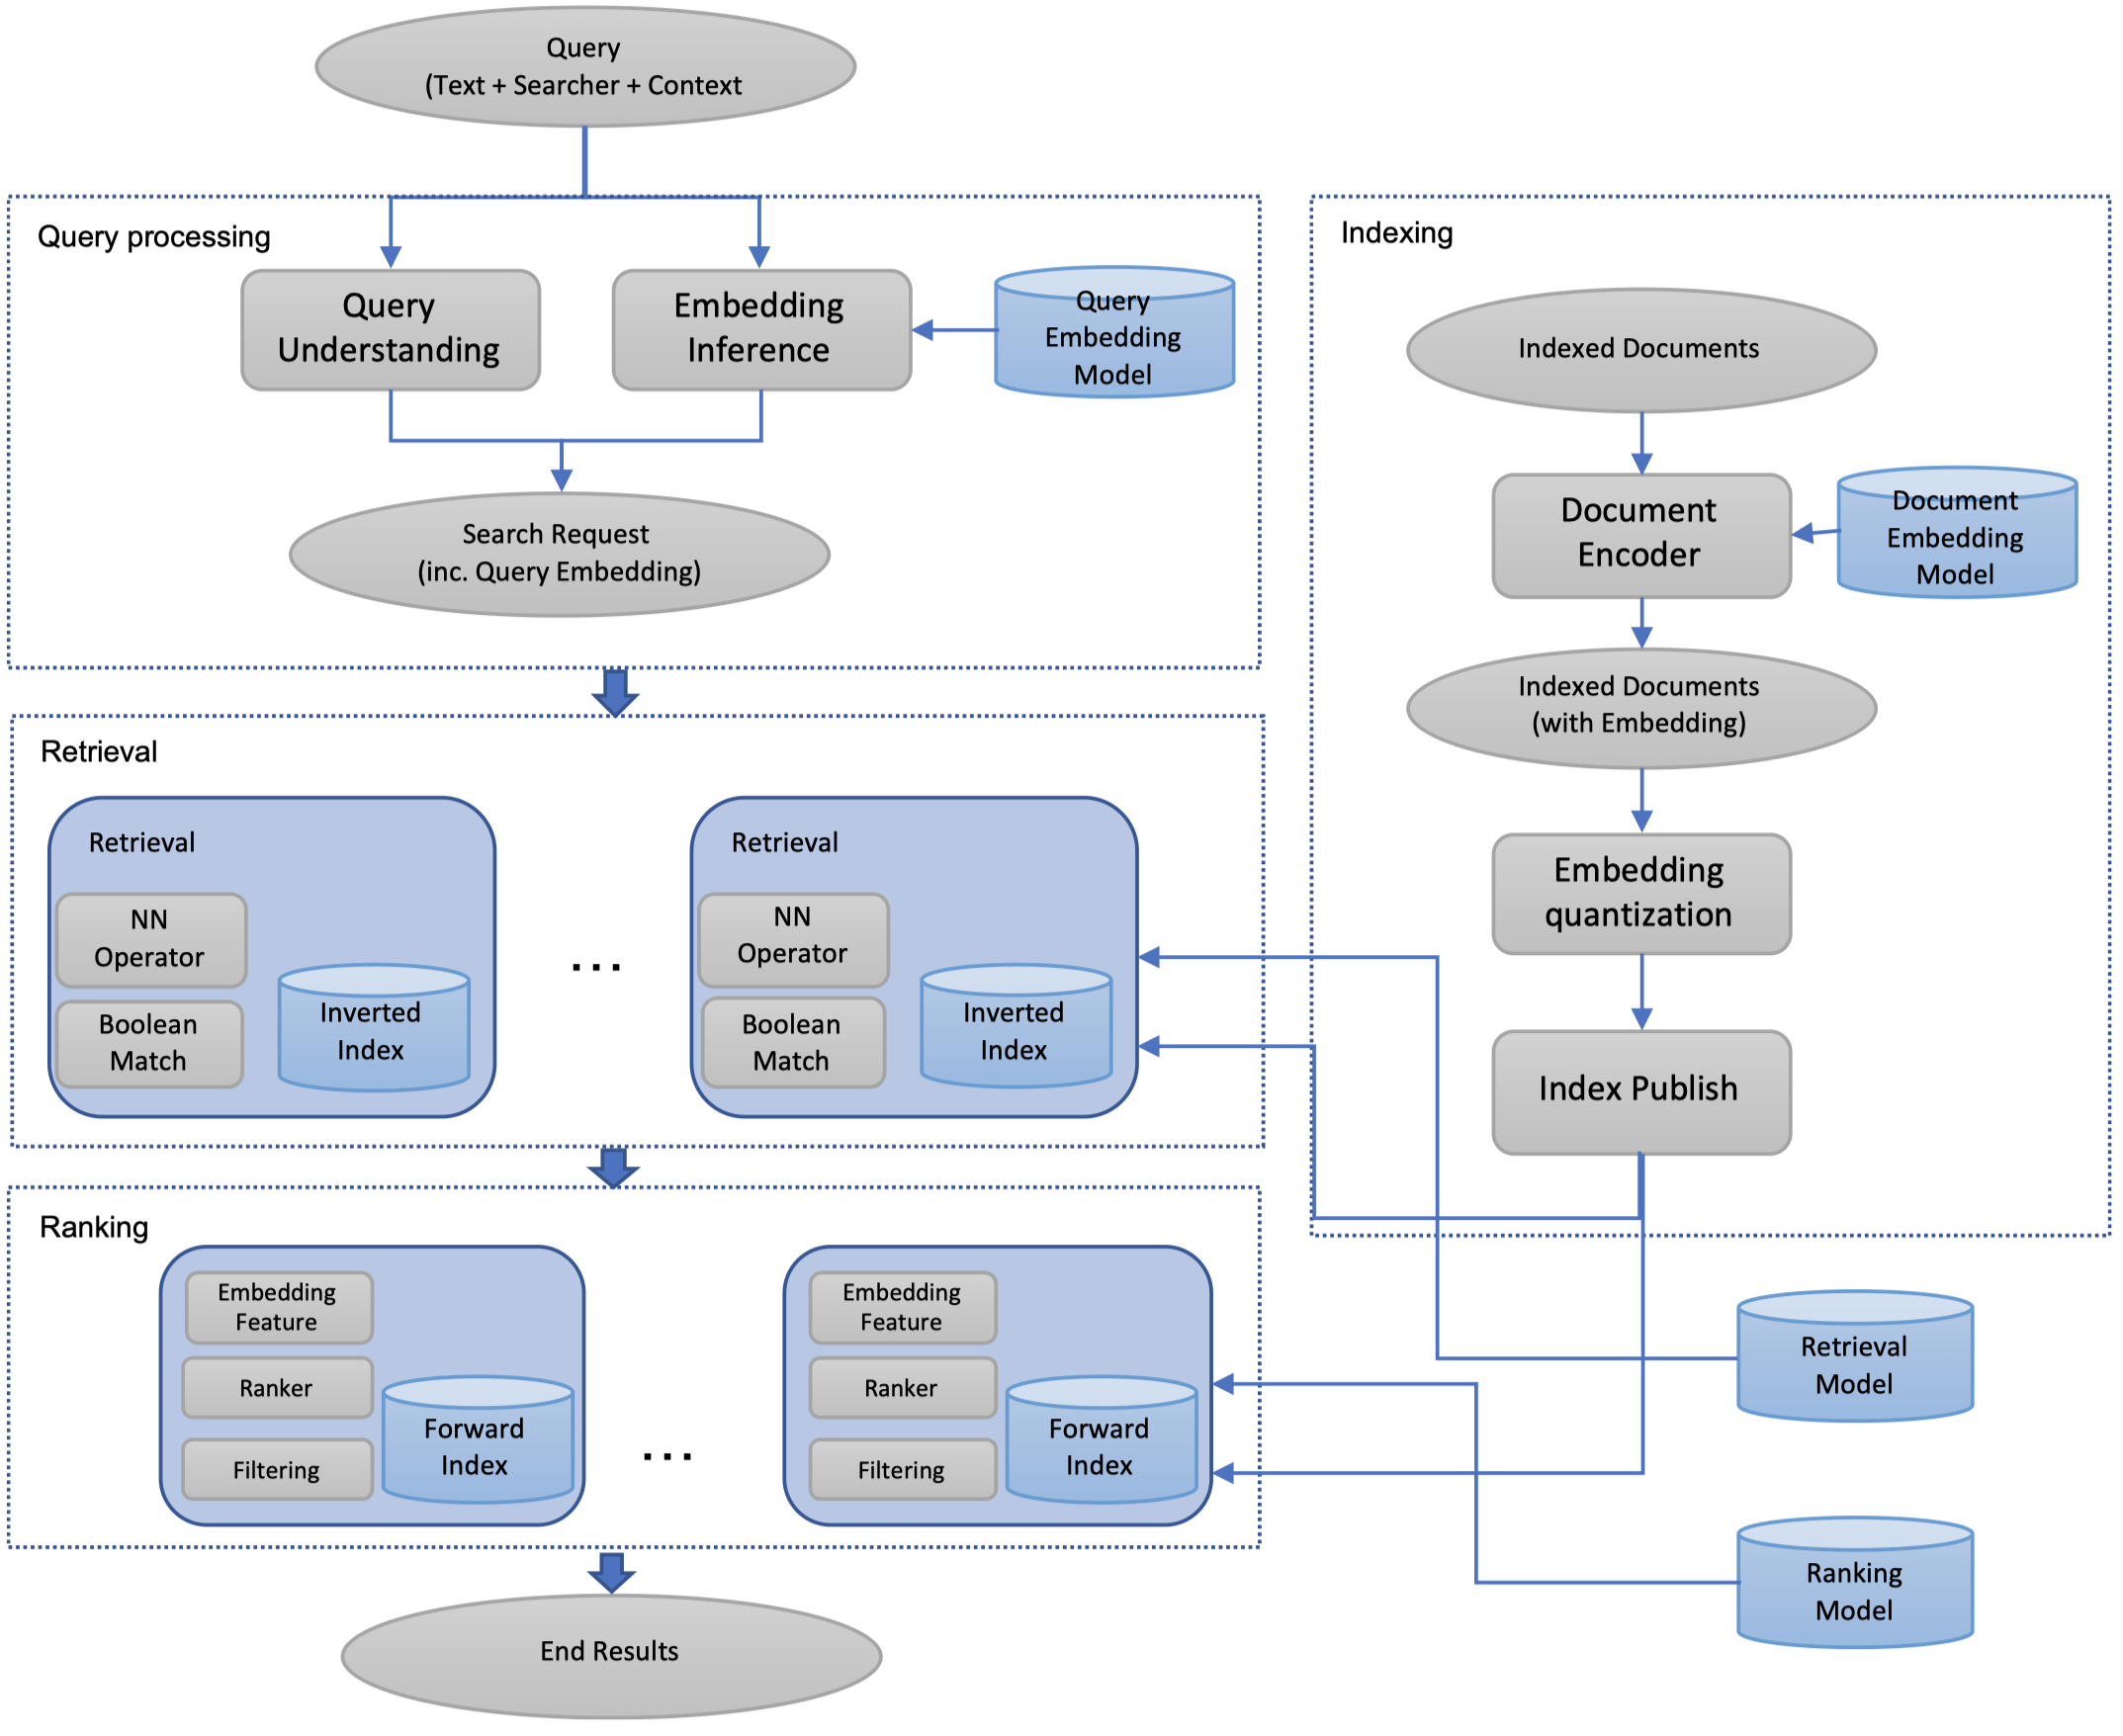 Query
(Text + Searcher + Context
Query processing
Query
Understanding
Embedding
Inference
Query
Embedding
Model
Search Request
(inc. Query Embedding)
Retrieval
Retrieval
NN
Operator
Boolean
Match
Inverted
Index
...
Retrieval
NN
Operator
Boolean
Match
Inverted
Index
Ranking
Embedding
Feature
Ranker
Filtering
Forward
Index
...
Embedding
Feature
Ranker
Filtering
Forward
Index
End Results
Indexing
Indexed Documents
Document
Encoder
Document
Embedding
Model
Indexed Documents
(with Embedding)
Embedding
quantization
Index Publish
Retrieval
Model
Ranking
Model